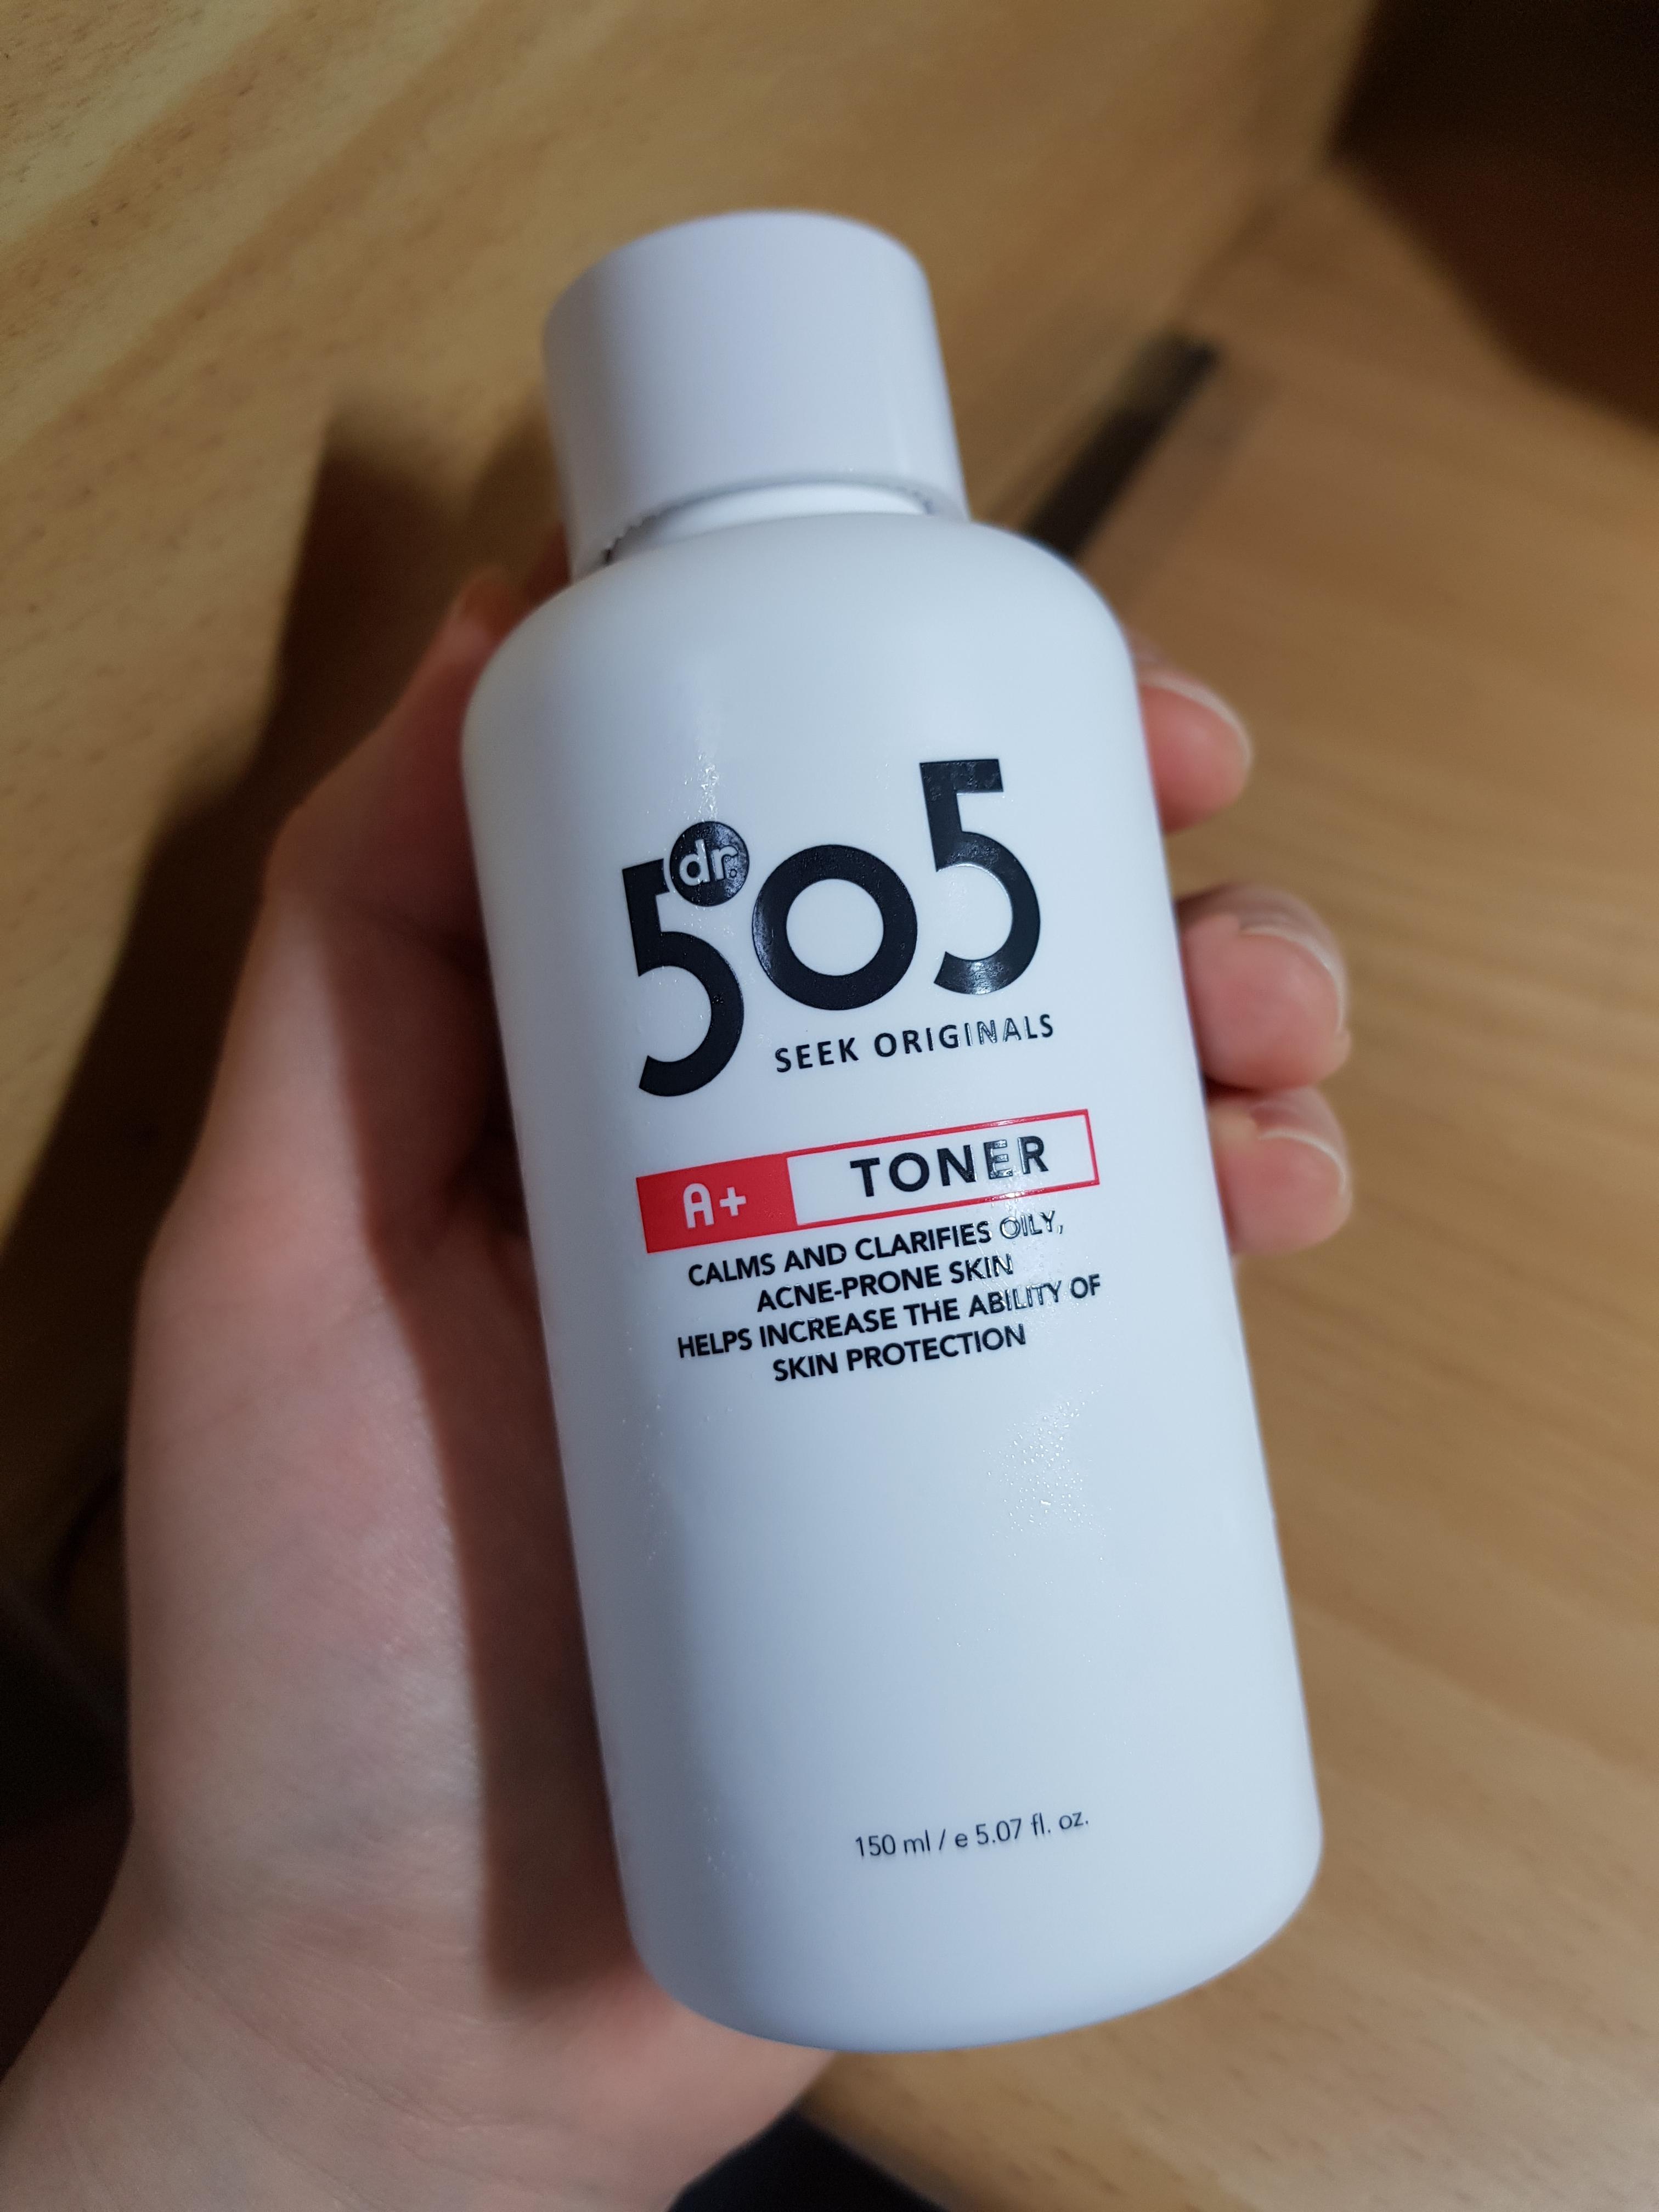 dr.
505
SEEK ORIGINALS
A+ TONER
CALMS AND CLARIFIES OILY,
ACNE-PRONE SKIN
HELPS INCREASE THE ABILITY OF
SKIN PROTECTION
150 ml / e 5.07 fl. oz.